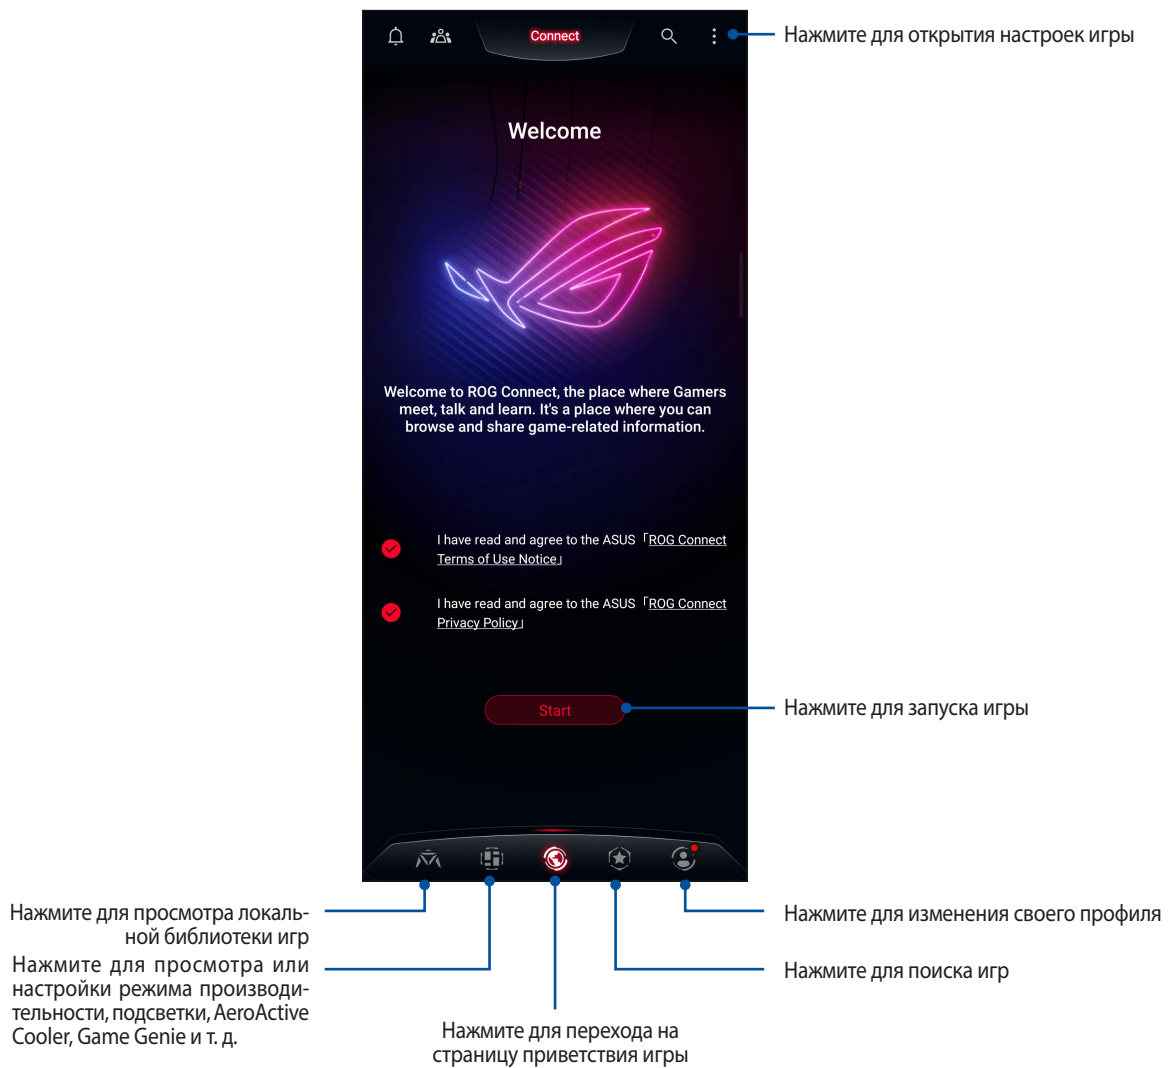 Connect
Нажмите для открытия настроек игры
Welcome
Welcome to ROG Connect, the place where Gamers
meet, talk and learn. It's a place where you can
browse and share game-related information.
I have read and agree to the ASUS「ROG Connect
Terms of Use Notice」
I have read and agree to the ASUS「ROG Connect
Privacy Policy」
Start
Нажмите для запуска игры
Нажмите для просмотра локаль-
ной библиотеки игр
Нажмите для просмотра или
настройки режима производи-
тельности, подсветки, AeroActive
Cooler, Game Genie и т. д.
Нажмите для перехода на
страницу приветствия игры
Нажмите для изменения своего профиля
Нажмите для поиска игр